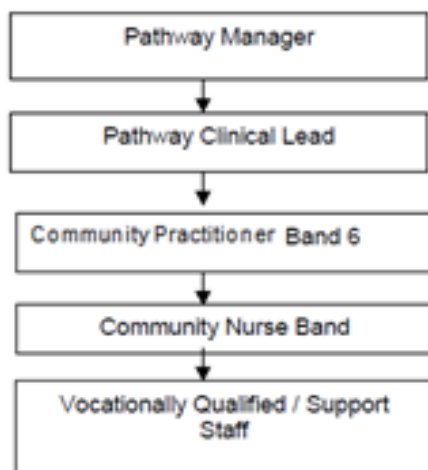 Pathway Manager
Pathway Clinical Lead
Community Practitioner Band 6
Community Nurse Band
Vocationally Qualified / Support
Staff